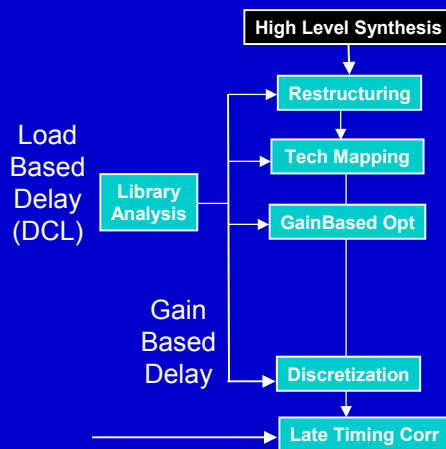 High Level Synthesis
Restructuring
Load
Based
Delay
(DCL)
Tech Mapping
Library
Analysis
GainBased Opt
Gain
Based
Delay
Discretization
Late Timing Corr